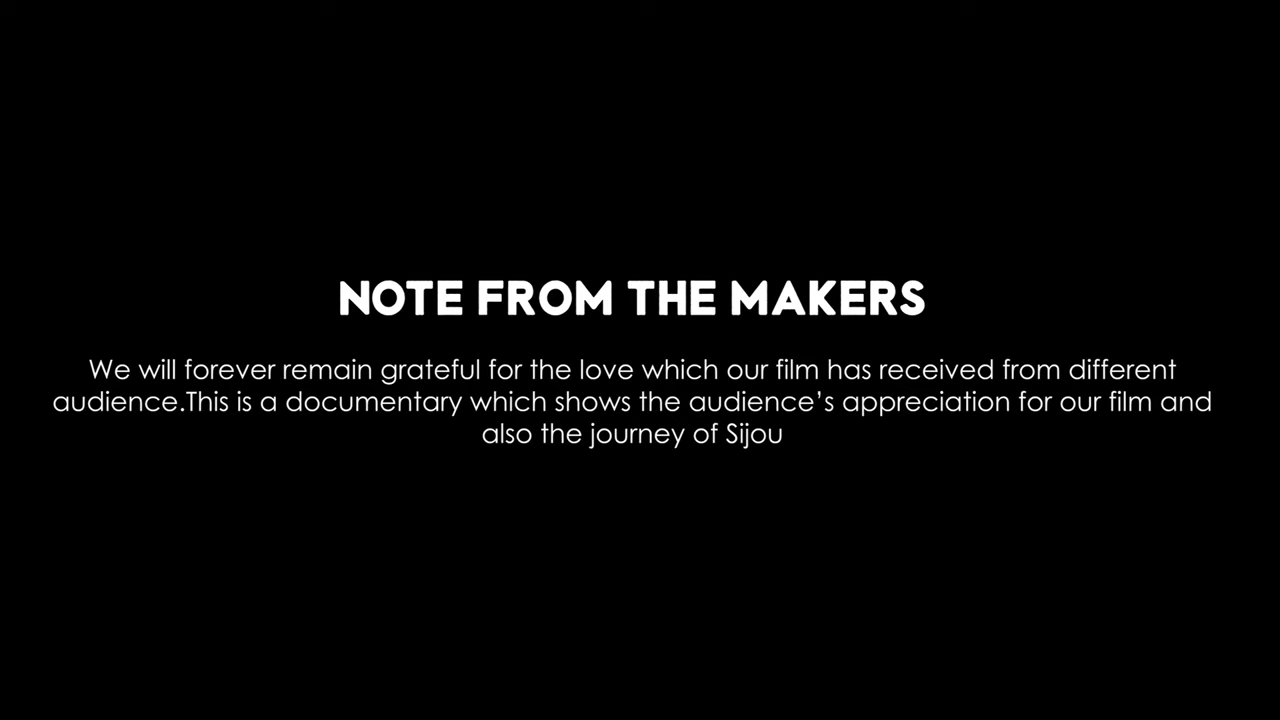 NOTE FROM THE MAKERS
We will forever remain grateful for the love which our film has received from different
audience.This is a documentary which shows the audience’s appreciation for our film and
also the journey of Sijou